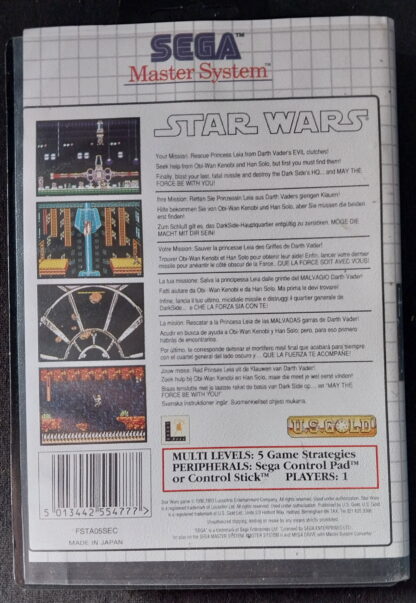 SEGA™
Master System™
STAR WARS®
Your Mission: Rescue Princess Leia from Darth Vader's EVIL clutches!
Seek help from Obi-Wan Kenobi and Han Solo, but first you must find them!
Finally, blast your last, fatal missile and destroy the Dark Side's HQ... and MAY THE
FORCE BE WITH YOU!
Ihre Mission: Retten Sie Prinzessin Leia aus Darth Vaders gierigen Klauen!
Hilfe bekommen Sie von Obi-Wan Kenobi und Han Solo, aber Sie müssen die beiden
erst finden!
Zum Schluß gilt es, das DarkSide-Hauptquartier entgültig zu zerstören. MÖGE DIE
MACHT MIT DIR SEIN!
Votre Mission: Sauver la princesse Leia des Griffes de Darth Vader!
Trouver Obi-Wan Kenobi et Han Solo pour obtenir leur aide! Enfin, lancer votre dernier
missile pour anéantir le côté obscur de la Force. QUE LA FORCE SOIT AVEC VOUS!
La tua missione: Salva la principessa Leia dalle grinfie del MALVAGIO Darth Vader!
Fatti aiutare da Obi-Wan Kenobi e da Han Solo. Ma prima li devi trovare!
Infine, lancia il tuo ultimo, micidiale missile e distruggi il quartier generale di
DarkSide... e CHE LA FORZA SIA CON TE!
La misión: Rescatar a la Princesa Leia de las MALVADAS garras de Darth Vader!
Acudir en busca de ayuda a Obi-Wan Kenobi y Han Solo; pero, para eso primero
habrás de encontrarlos.
Por último, te corresponde detonar el mortífero misil final que acabará para siempre
con el cuartel general del lado oscuro y... QUE LA FUERZA TE ACOMPANE!
Jouw missie: Red Prinses Leia uit de Klauwen van Darth Vader!
Zoek hulp bij Obi-Wan Kenobi en Han Solo, maar die moet je wel eerst vinden!
Blaas tenslotte met je laatste raket de basis van Dark Side op... en "MAY THE
FORCE BE WITH YOU"
Svenska instruktioner ingår. Suomenkieliset ohjeet mukana.
U.S. GOLD
MULTI LEVELS: 5 Game Strategies
PERIPHERALS: Sega Control Pad™
or Control Stick™ PLAYERS: 1
5 013442 554777 >
FSTA05SEC
MADE IN JAPAN